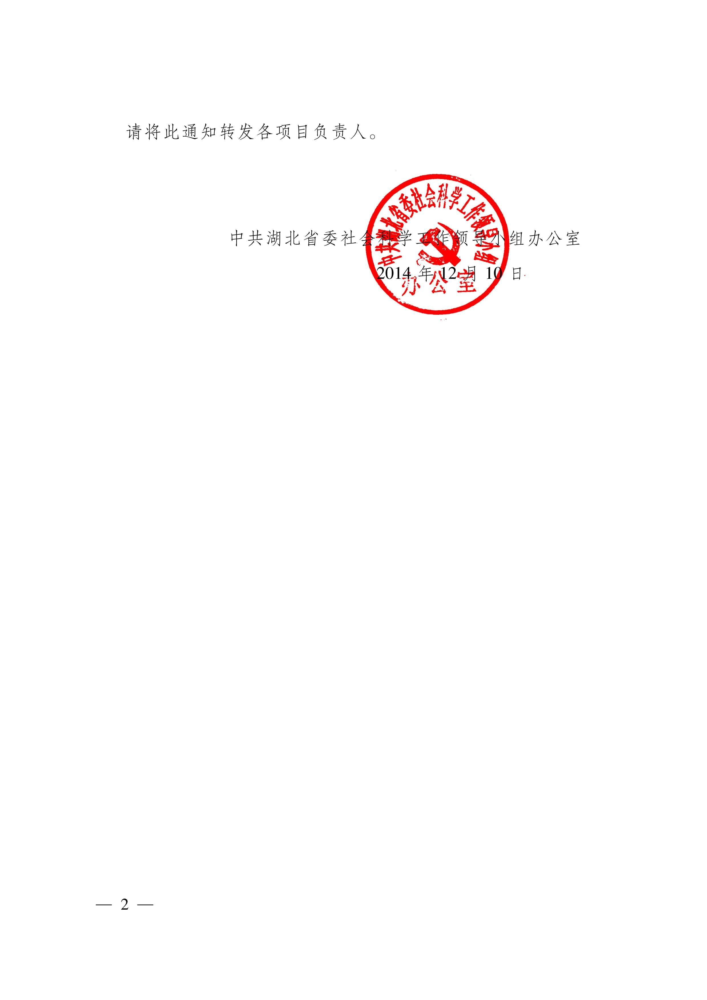 请将此通知转发各项目负责人。
中共湖北省委社会科学工作领导小组办公室
2014 年 12 月 10 日
中共湖北省委社会科学工作领导小组
办公室
— 2 —